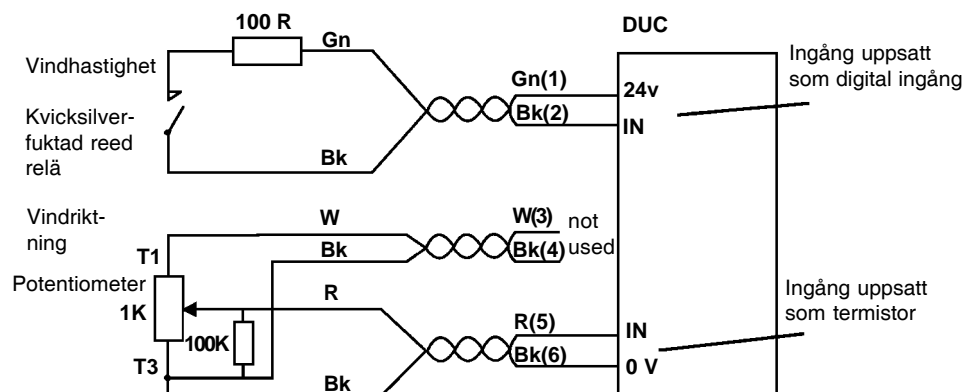 100 R
DUC
Gn
Vindhastighet
Ingång uppsatt
som digital ingång
Gn(1)
24v
Bk(2)
IN
Kvicksilver-
fuktad reed
relä
Bk
Vindrikt-
ning
W
W(3)
not
used
Bk
Bk(4)
T1
Potentiometer
1K
R
Ingång uppsatt
som termistor
R(5)
IN
100K
Bk(6)
0 V
T3
Bk